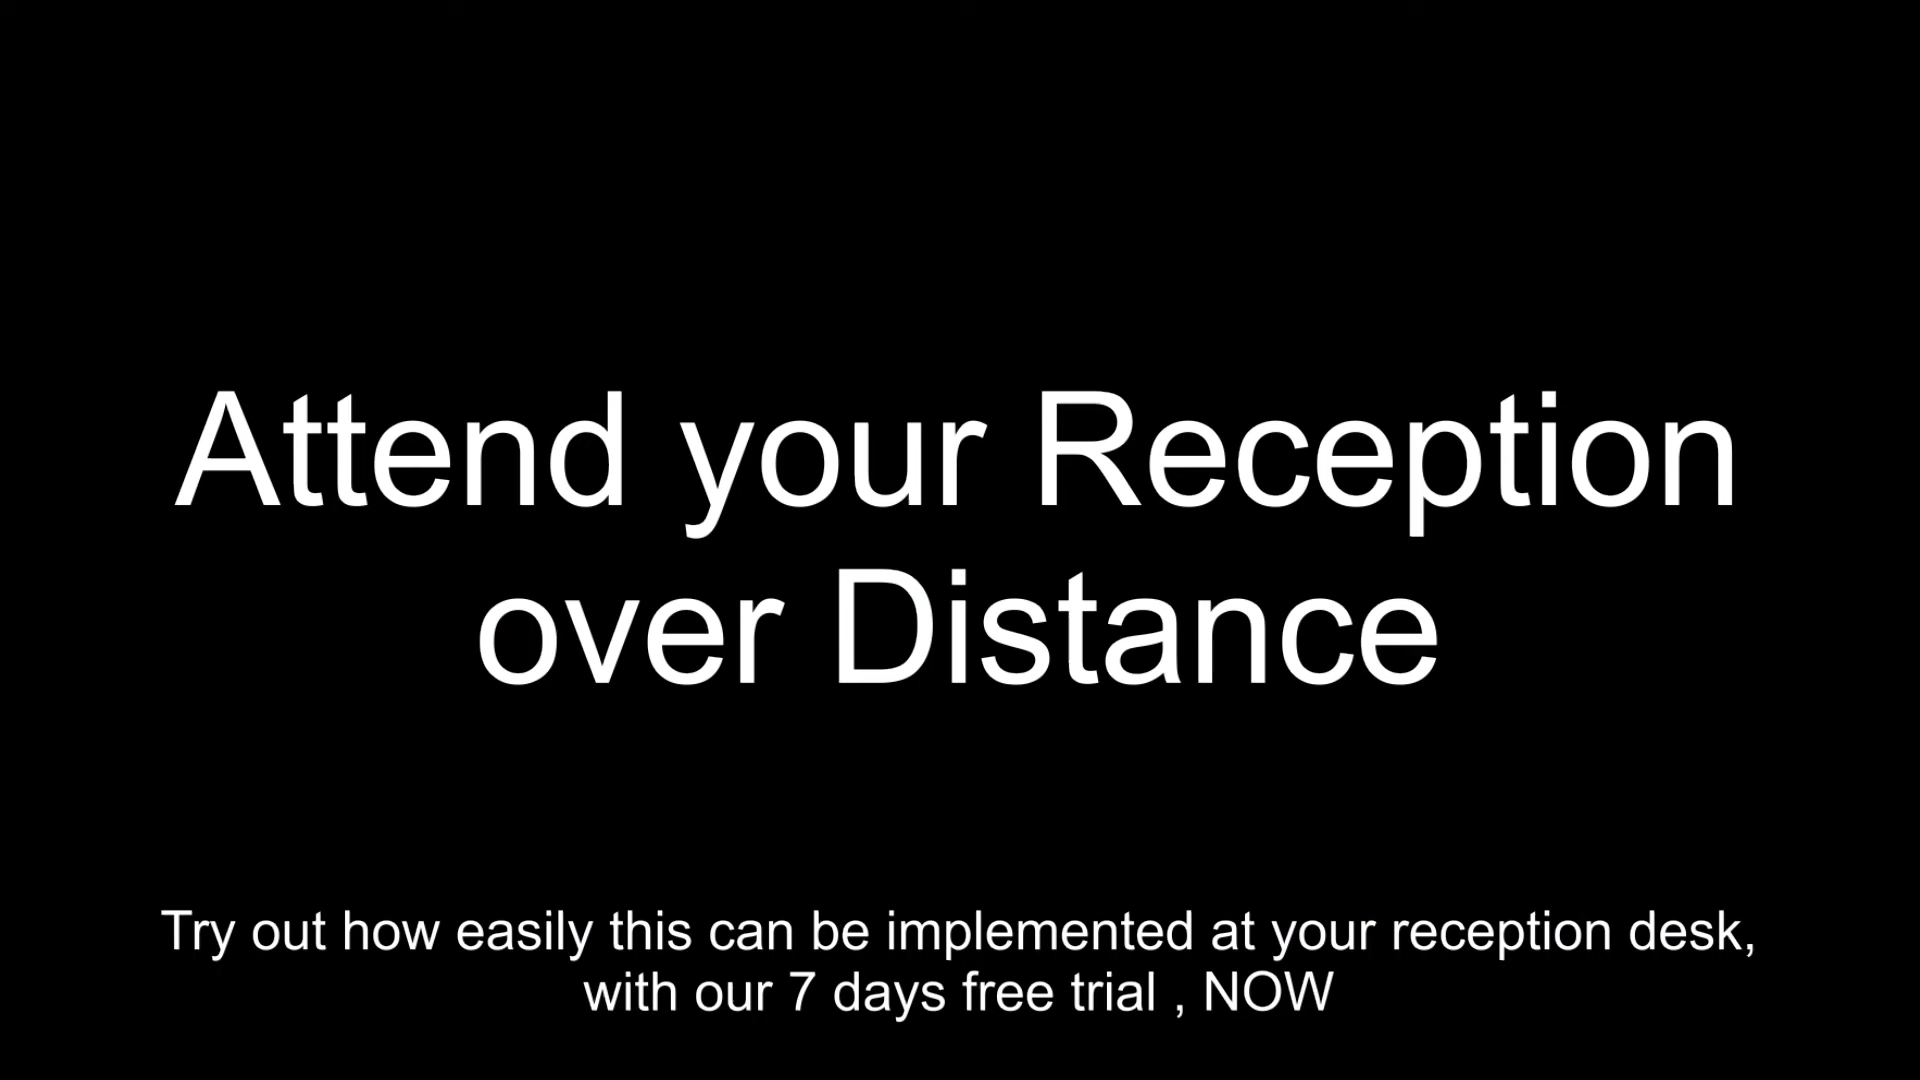 Attend your Reception
over Distance
Try out how easily this can be implemented at your reception desk,
with our 7 days free trial , NOW